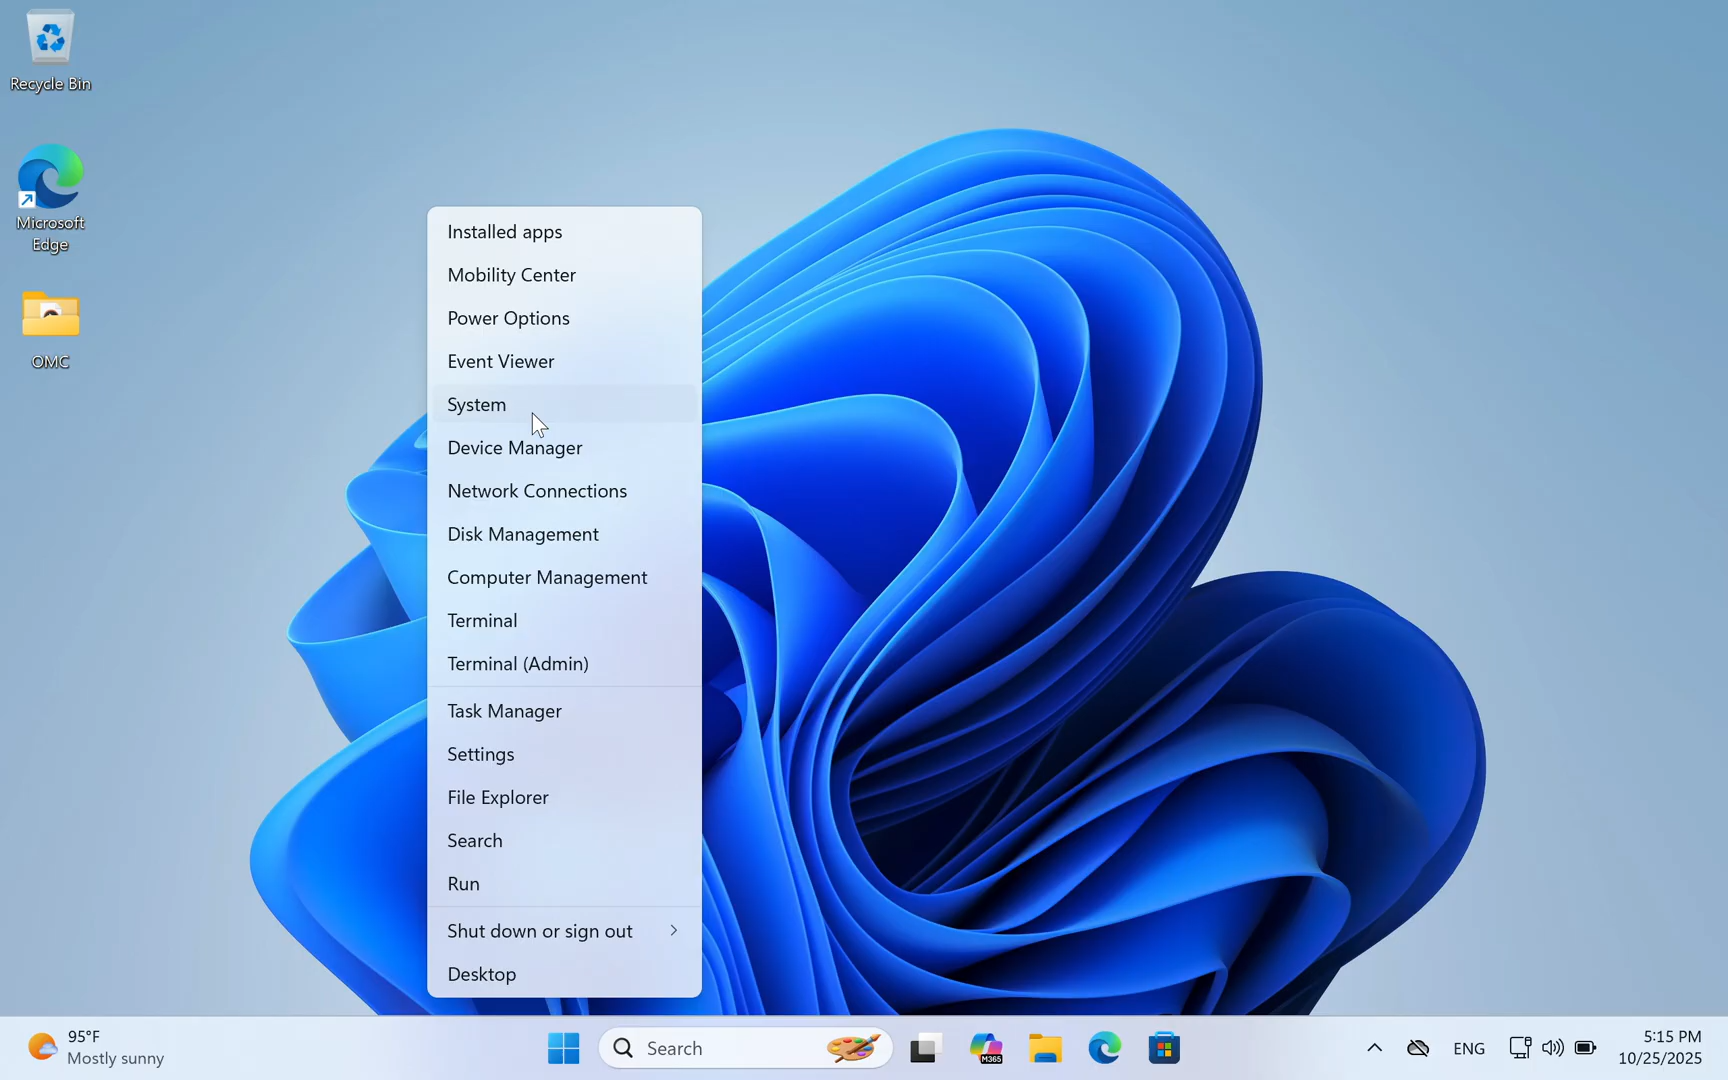 Recycle Bin
Microsoft
Edge
OMC
Installed apps
Mobility Center
Power Options
Event Viewer
System
Device Manager
Network Connections
Disk Management
Computer Management
Terminal
Terminal (Admin)
Task Manager
Settings
File Explorer
Search
Run
Shut down or sign out
Desktop
95°F
Mostly sunny
Search
M365
ENG
5:15 PM
10/25/2025